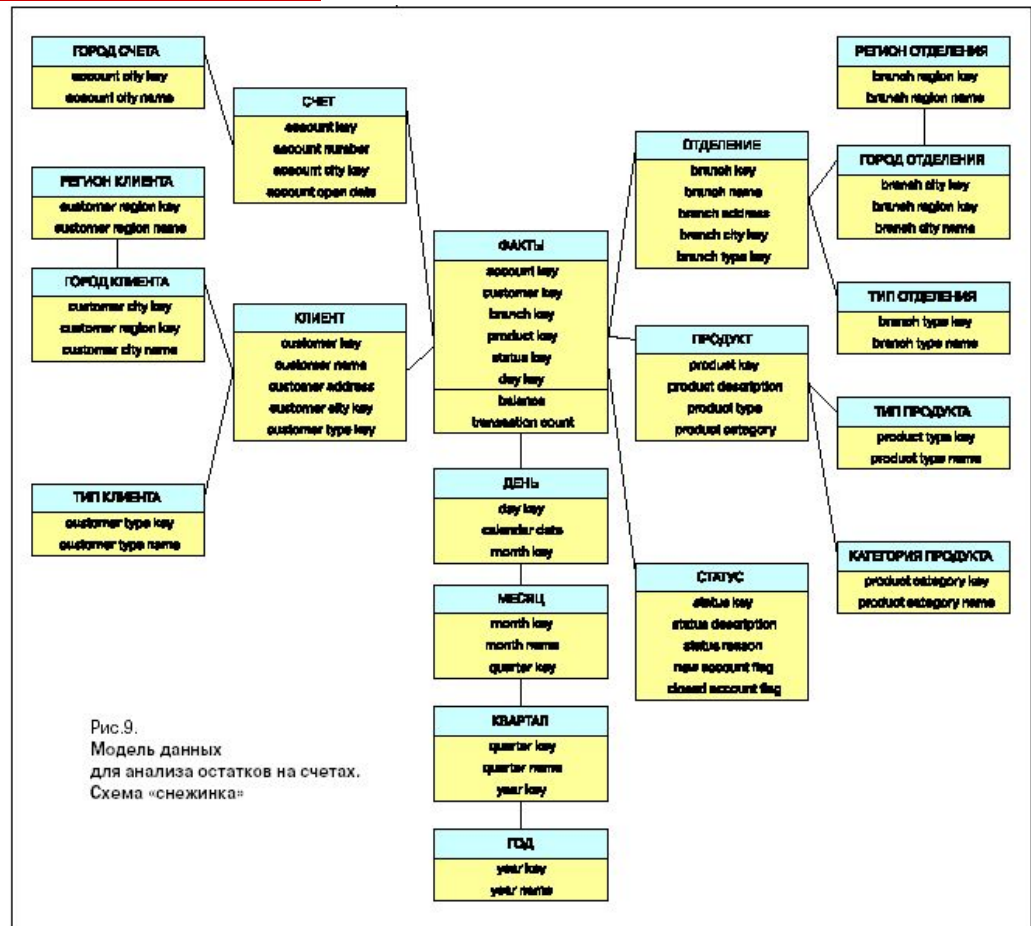 ГОРОД СЧЕТА
account city key
account city name
РЕГИОН КЛИЕНТА
customer region key
customer region name
ГОРОД КЛИЕНТА
customer city key
customer region key
customer city name
ТИП КЛИЕНТА
customer type key
customer type name
СЧЕТ
account key
account number
account city key
account open date
КЛИЕНТ
customer key
customer name
customer address
customer city key
customer type key
ФАКТЫ
account key
customer key
branch key
product key
status key
day key
balance
transaction count
ДЕНЬ
day key
calendar date
month key
МЕСЯЦ
month key
month name
quarter key
КВАРТАЛ
quarter key
quarter name
year key
ГОД
year key
year name
ОТДЕЛЕНИЕ
branch key
branch name
branch address
branch city key
branch type key
ПРОДУКТ
product key
product description
product type
product category
СТАТУС
status key
status description
status reason
new account flag
closed account flag
РЕГИОН ОТДЕЛЕНИЯ
branch region key
branch region name
ГОРОД ОТДЕЛЕНИЯ
branch city key
branch region key
branch city name
ТИП ОТДЕЛЕНИЯ
branch type key
branch type name
ТИП ПРОДУКТА
product type key
product type name
КАТЕГОРИЯ ПРОДУКТА
product category key
product category name
Рис.9.
Модель данных
для анализа остатков на счетах.
Схема «снежинка»